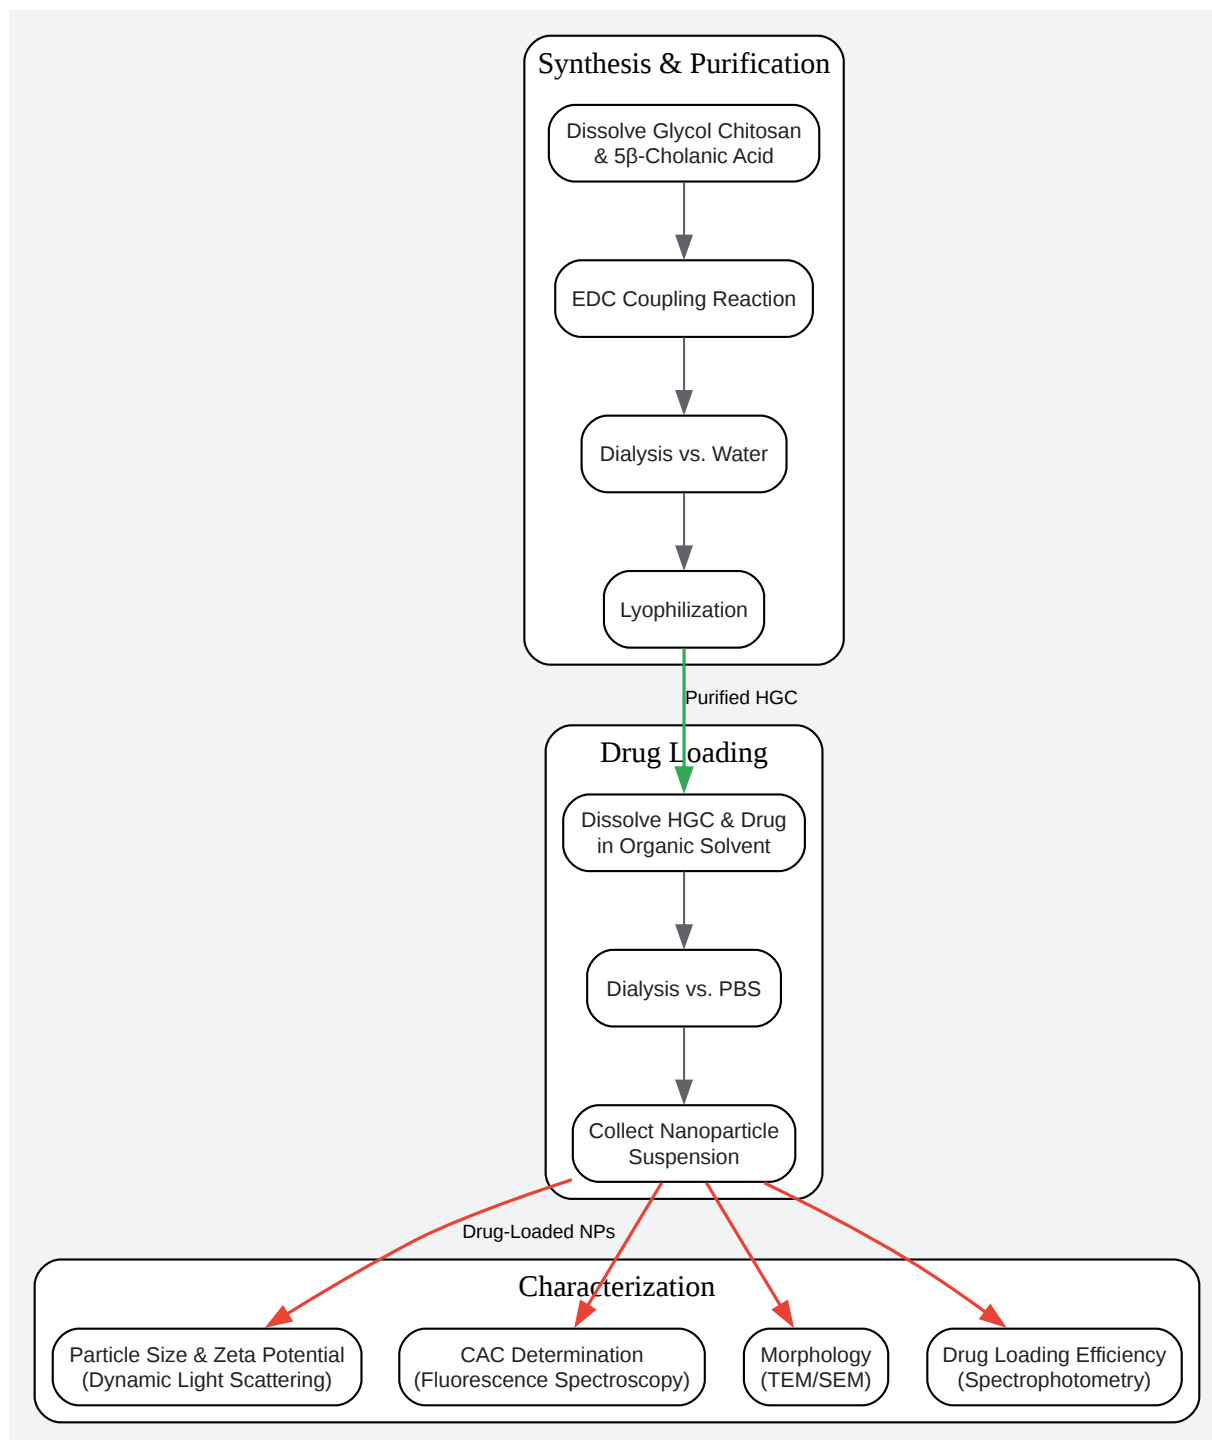 Synthesis & Purification
Dissolve Glycol Chitosan
& 5β-Cholanic Acid
EDC Coupling Reaction
Dialysis vs. Water
Lyophilization
Purified HGC
Drug Loading
Dissolve HGC & Drug
in Organic Solvent
Dialysis vs. PBS
Collect Nanoparticle
Suspension
Drug-Loaded NPs
Characterization
Particle Size & Zeta Potential
(Dynamic Light Scattering)
CAC Determination
(Fluorescence Spectroscopy)
Morphology
(TEM/SEM)
Drug Loading Efficiency
(Spectrophotometry)